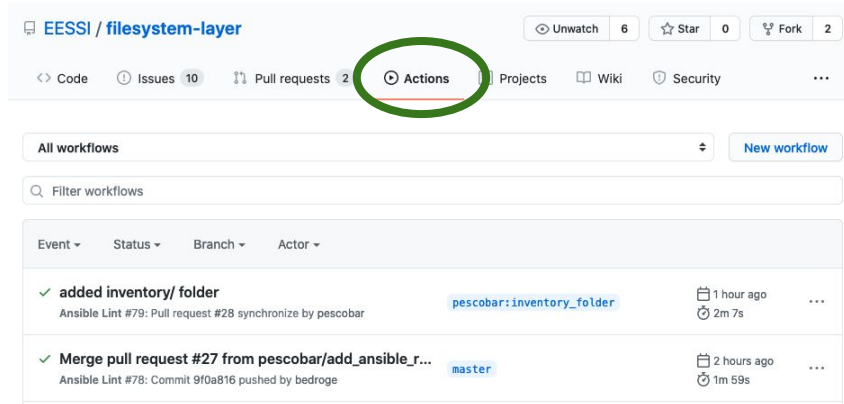 EESSI / filesystem-layer
Unwatch 6 Star 0 Fork 2
Code Issues 10 Pull requests 2 Actions Projects Wiki Security ...
All workflows New workflow
Filter workflows
Event Status Branch Actor
added inventory/ folder
pescobar:inventory_folder
1 hour ago ...
Ansible Lint #79: Pull request #28 synchronize by pescobar
2m 7s
Merge pull request #27 from pescobar/add_ansible_r...
master
2 hours ago ...
Ansible Lint #78: Commit 9f0a816 pushed by bedroge
1m 59s